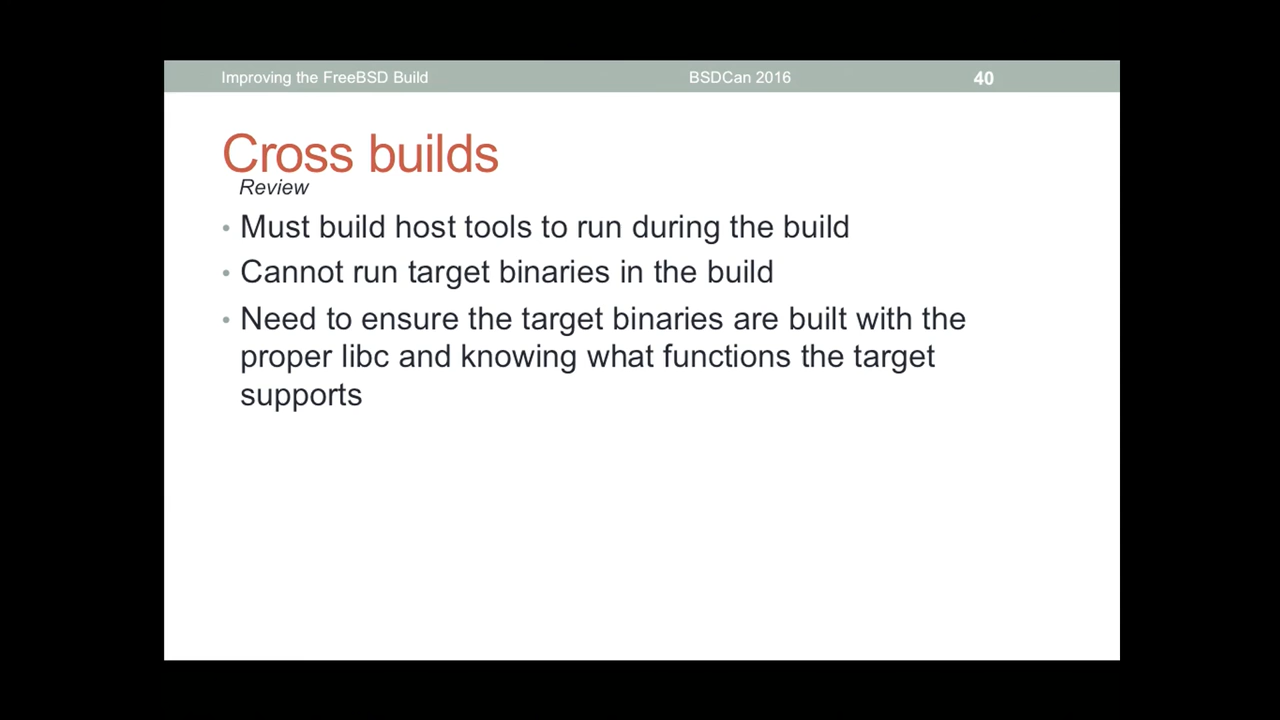 Improving the FreeBSD Build BSDCan 2016 40
Cross builds
Review
• Must build host tools to run during the build
• Cannot run target binaries in the build
• Need to ensure the target binaries are built with the
proper libc and knowing what functions the target
supports